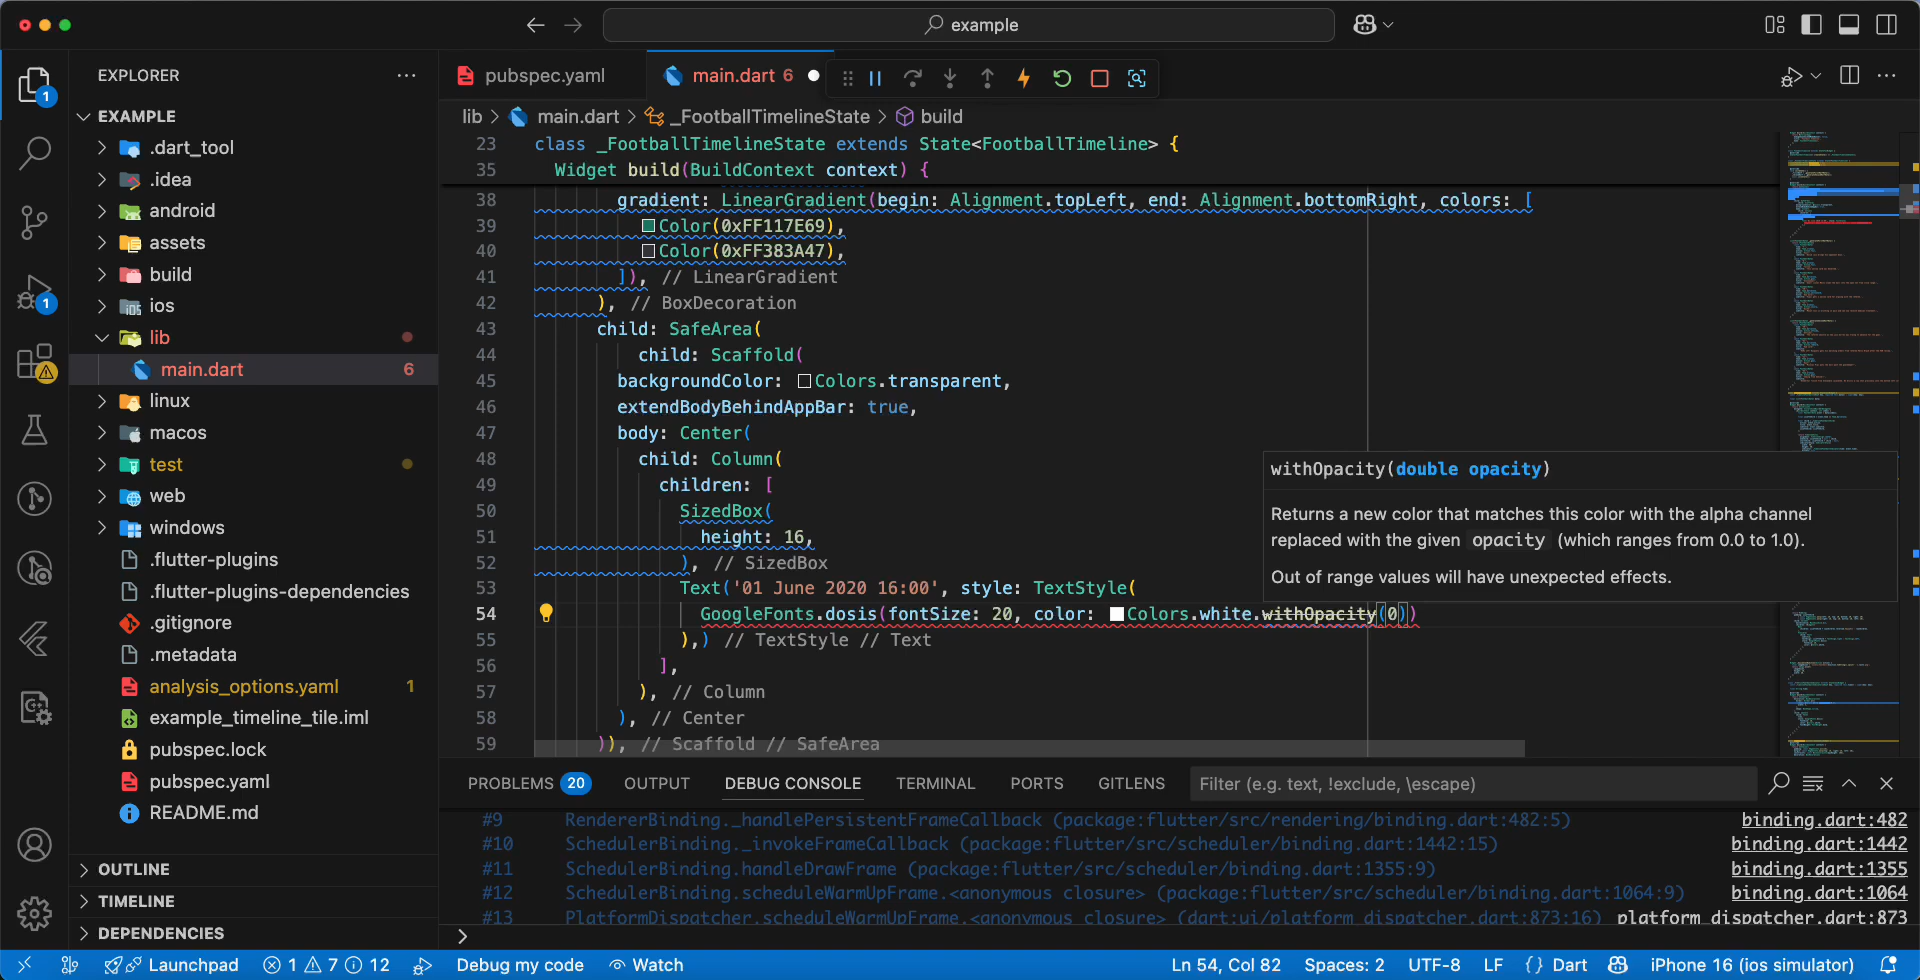 example
EXPLORER
pubspec.yaml
main.dart 6
lib > main.dart > _FootballTimelineState > build
EXAMPLE
.dart_tool
.idea
android
assets
build
ios
lib
main.dart 6
linux
macos
test
web
windows
.flutter-plugins
.flutter-plugins-dependencies
.gitignore
.metadata
analysis_options.yaml 1
example_timeline_tile.iml
pubspec.lock
pubspec.yaml
README.md
OUTLINE
TIMELINE
DEPENDENCIES
1
1
23 class _FootballTimelineState extends State<FootballTimeline> {
35 Widget build(BuildContext context) {
38 gradient: LinearGradient(begin: Alignment.topLeft, end: Alignment.bottomRight, colors: [
39 Color(0xFF117E69),
40 Color(0xFF383A47),
41 ]), // LinearGradient
42 ), // BoxDecoration
43 child: SafeArea(
44 child: Scaffold(
45 backgroundColor: Colors.transparent,
46 extendBodyBehindAppBar: true,
47 body: Center(
48 child: Column(
49 children: [
50 SizedBox(
51 height: 16,
52 ), // SizedBox
53 Text('01 June 2020 16:00', style: TextStyle(
54 GoogleFonts.dosis(fontSize: 20, color: Colors.white.withOpacity(0))
55 ),) // TextStyle // Text
56 ],
57 ), // Column
58 ), // Center
59 )), // Scaffold // SafeArea
withOpacity(double opacity)
Returns a new color that matches this color with the alpha channel
replaced with the given opacity (which ranges from 0.0 to 1.0).
Out of range values will have unexpected effects.
PROBLEMS 20 OUTPUT DEBUG CONSOLE TERMINAL PORTS GITLENS Filter (e.g. text, !exclude, \escape)
#9 RendererBinding._handlePersistentFrameCallback (package:flutter/src/rendering/binding.dart:482:5) binding.dart:482
#10 SchedulerBinding._invokeFrameCallback (package:flutter/src/scheduler/binding.dart:1442:15) binding.dart:1442
#11 SchedulerBinding.handleDrawFrame (package:flutter/src/scheduler/binding.dart:1355:9) binding.dart:1355
#12 SchedulerBinding.scheduleWarmUpFrame.<anonymous closure> (package:flutter/src/scheduler/binding.dart:1064:9) binding.dart:1064
#13 PlatformDispatcher.scheduleWarmUpFrame.<anonymous closure> (dart:ui/platform_dispatcher.dart:873:16) platform_dispatcher.dart:873
>
Launchpad 1 7 12 Debug my code Watch Ln 54, Col 82 Spaces: 2 UTF-8 LF {} Dart iPhone 16 (ios simulator)